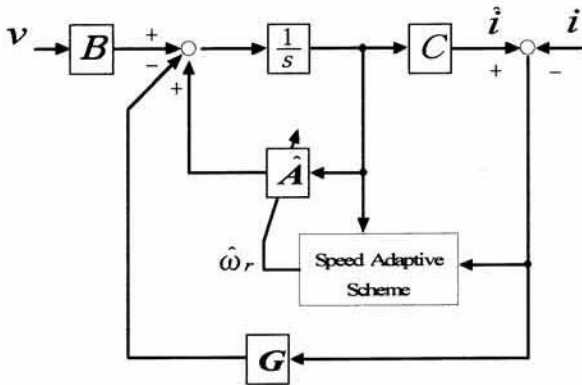 v
B
+
−
+
1
s
C
î
+
i
−
Â
ω̂r
Speed Adaptive
Scheme
G